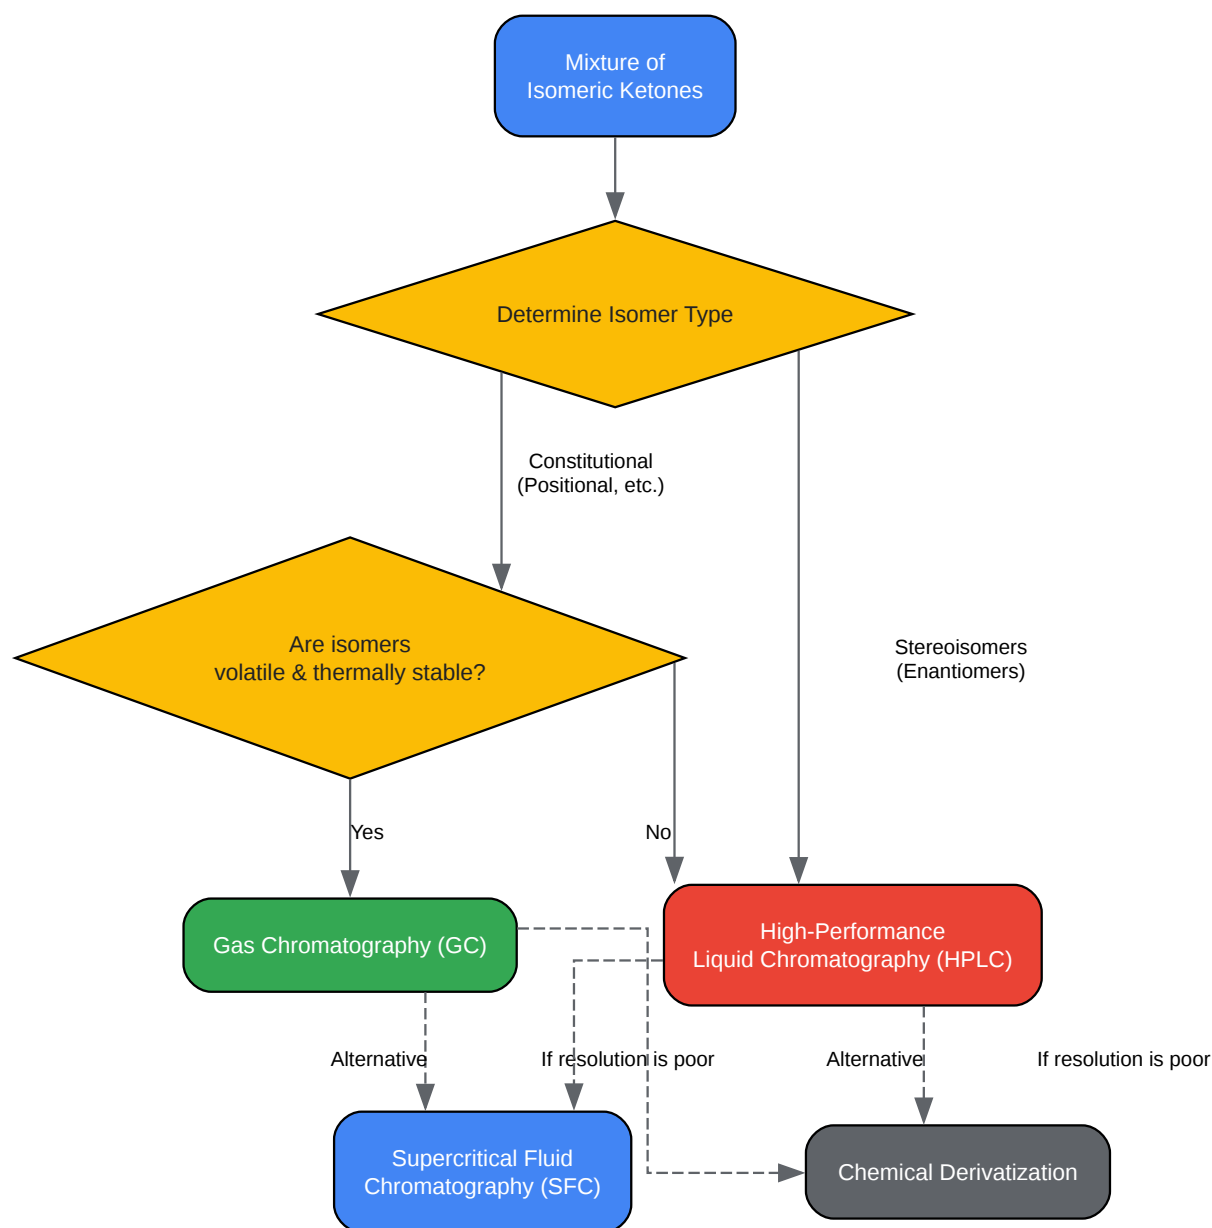 Mixture of
Isomeric Ketones
Determine Isomer Type
Constitutional
(Positional, etc.)
Are isomers
volatile & thermally stable?
Stereoisomers
(Enantiomers)
Yes
No
Gas Chromatography (GC)
High-Performance
Liquid Chromatography (HPLC)
Alternative
If resolution is poor
Alternative
If resolution is poor
Supercritical Fluid
Chromatography (SFC)
Chemical Derivatization